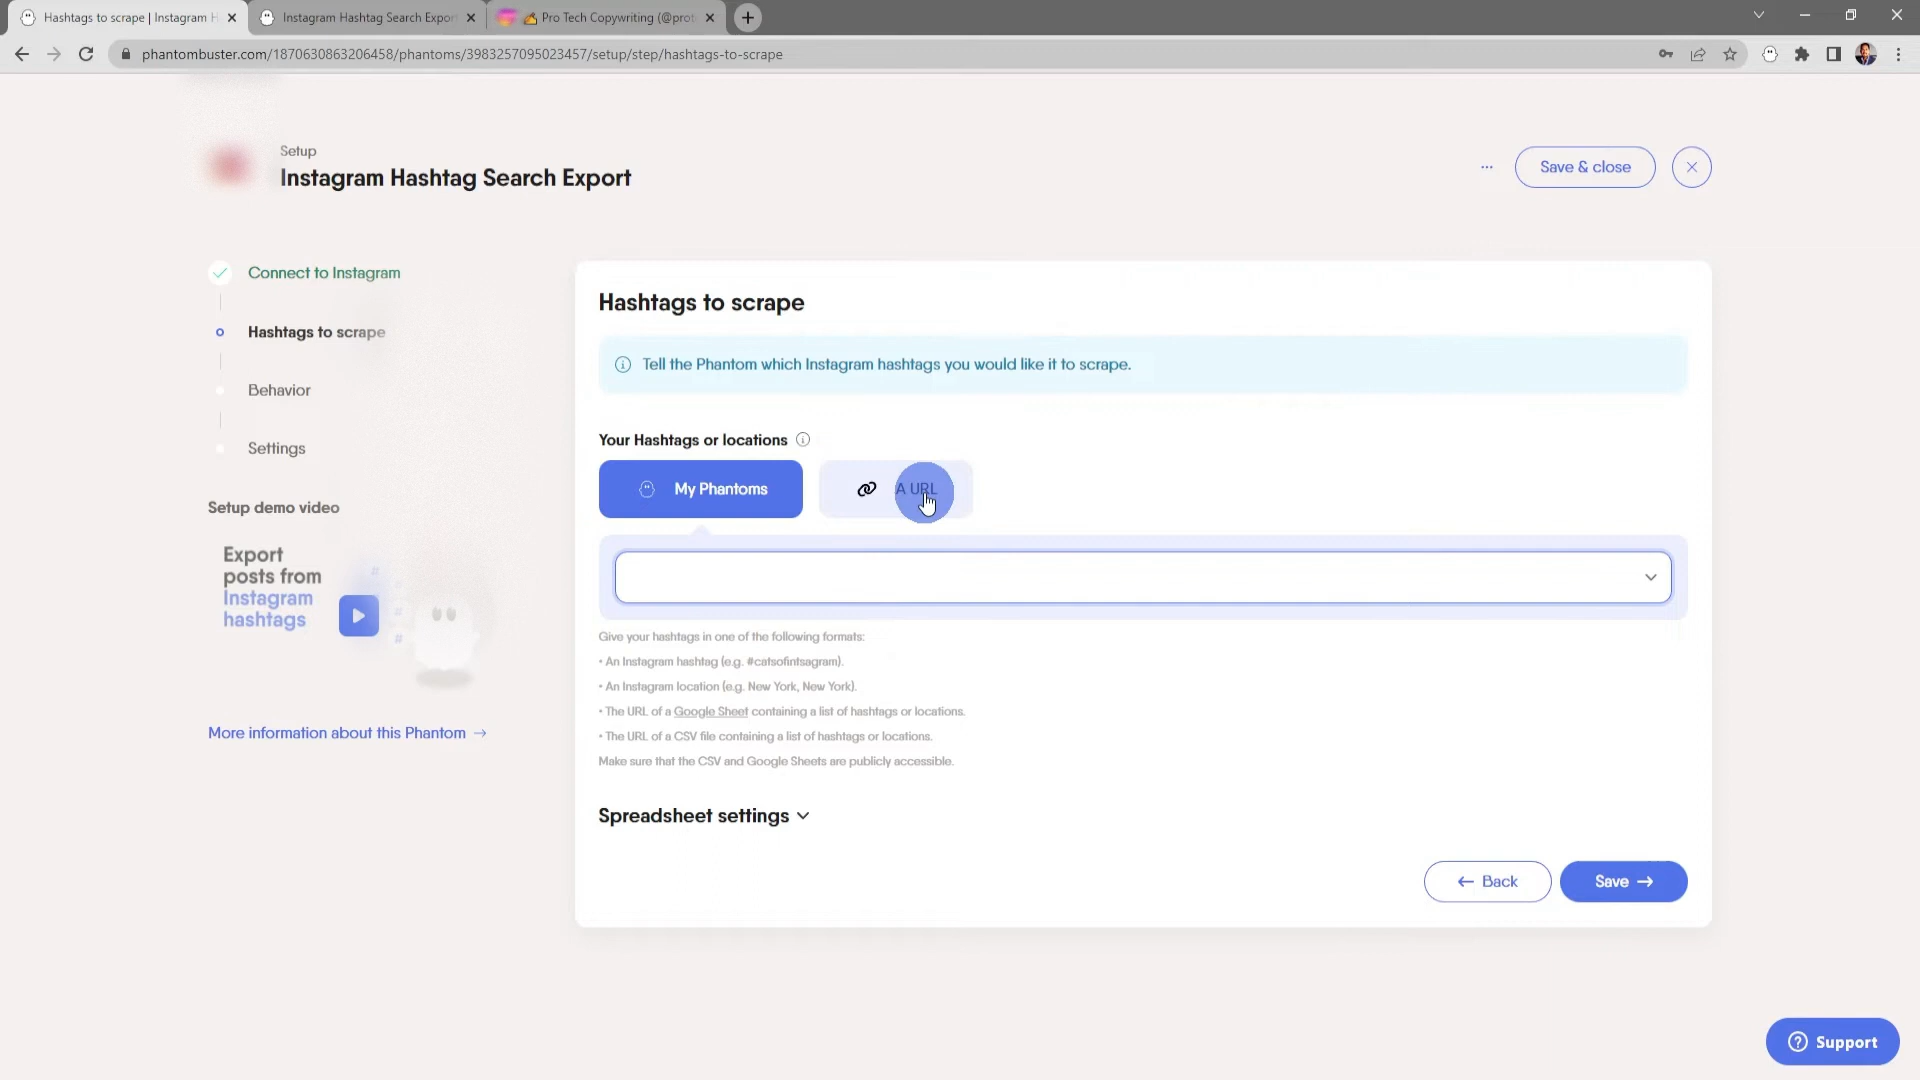 Hashtags to scrape | Instagram H
Instagram Hashtag Search Export
Pro Tech Copywriting (@prot
phantombuster.com/1870630863206458/phantoms/3983257095023457/setup/step/hashtags-to-scrape
Setup
Instagram Hashtag Search Export
...
Save & close
Connect to Instagram
Hashtags to scrape
Behavior
Settings
Setup demo video
Export
posts from
Instagram
hashtags
#
#
#
More information about this Phantom →
Hashtags to scrape
Tell the Phantom which Instagram hashtags you would like it to scrape.
Your Hashtags or locations
My Phantoms
A URL
Give your hashtags in one of the following formats:
• An Instagram hashtag (e.g. #catsofintsagram).
• An Instagram location (e.g. New York, New York).
• The URL of a Google Sheet containing a list of hashtags or locations.
• The URL of a CSV file containing a list of hashtags or locations.
Make sure that the CSV and Google Sheets are publicly accessible.
Spreadsheet settings
← Back
Save →
Support